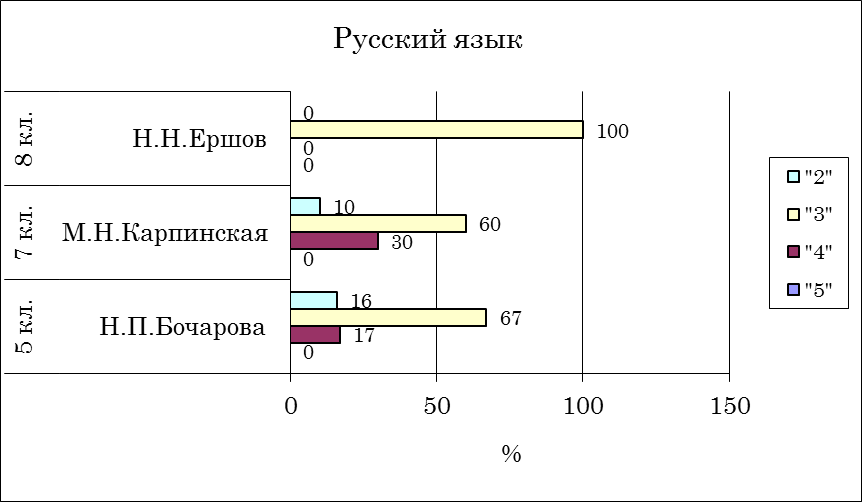 Русский язык
8 кл.
Н.Н.Ершов
0
100
0
0
7 кл.
М.Н.Карпинская
10
60
30
0
5 кл.
Н.П.Бочарова
16
67
17
0
0 50 100 150
%
"2"
"3"
"4"
"5"